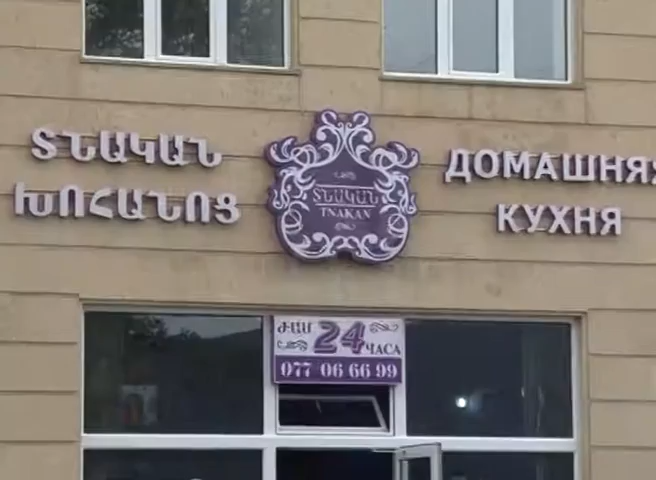 ՏՆԱԿԱՆ
ԽՈՀԱՆՈՑ
ՏՆԱԿԱՆ
TNAKAN
ДОМАШНЯЯ
КУХНЯ
ԺԱՄ 24 ЧАСА
077 06 66 99